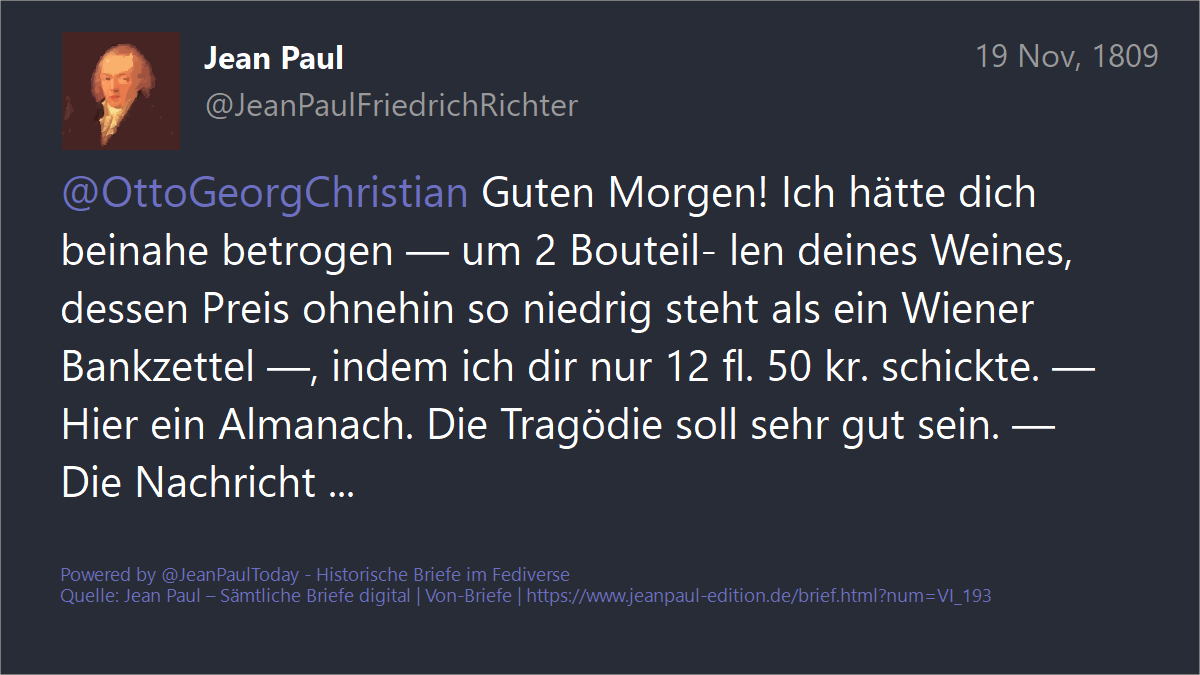 Jean Paul
19 Nov, 1809
@JeanPaulFriedrichRichter
@OttoGeorgChristian Guten Morgen! Ich hätte dich
beinahe betrogen — um 2 Bouteil- len deines Weines,
dessen Preis ohnehin so niedrig steht als ein Wiener
Bankzettel —, indem ich dir nur 12 fl. 50 kr. schickte. —
Hier ein Almanach. Die Tragödie soll sehr gut sein. —
Die Nachricht ...
Powered by @JeanPaulToday - Historische Briefe im Fediverse
Quelle: Jean Paul – Sämtliche Briefe digital | Von-Briefe | https://www.jeanpaul-edition.de/brief.html?num=VI_193